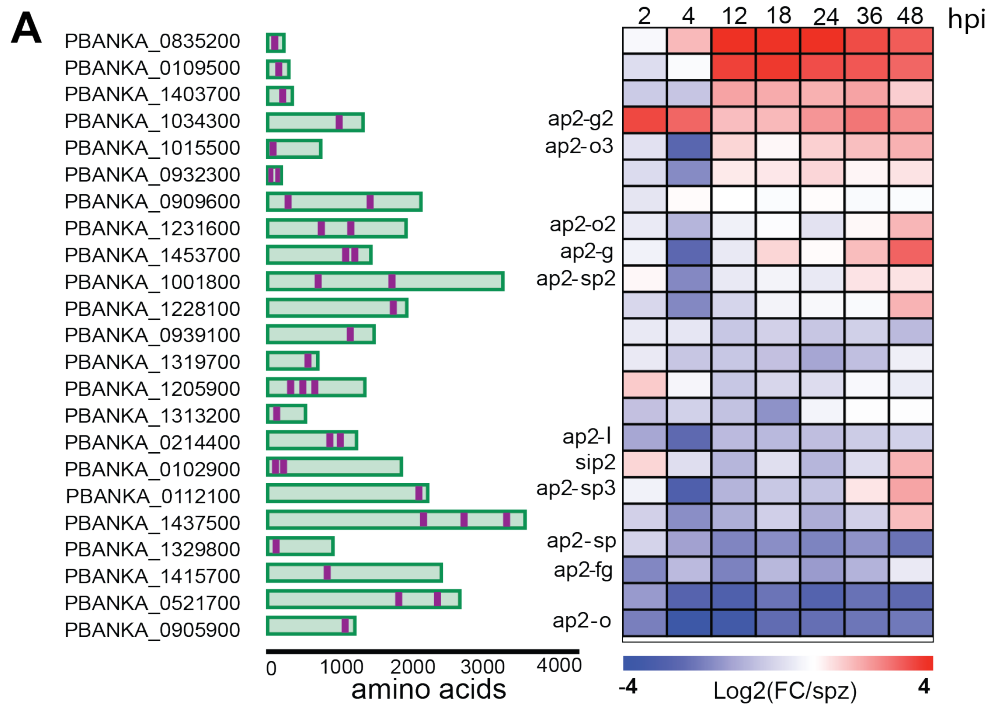 A
2 4 12 18 24 36 48 hpi
PBANKA_0835200
PBANKA_0109500
PBANKA_1403700
PBANKA_1034300 ap2-g2
PBANKA_1015500 ap2-o3
PBANKA_0932300
PBANKA_0909600
PBANKA_1231600 ap2-o2
PBANKA_1453700 ap2-g
PBANKA_1001800 ap2-sp2
PBANKA_1228100
PBANKA_0939100
PBANKA_1319700
PBANKA_1205900
PBANKA_1313200
PBANKA_0214400 ap2-l
PBANKA_0102900 sip2
PBANKA_0112100 ap2-sp3
PBANKA_1437500
PBANKA_1329800 ap2-sp
PBANKA_1415700 ap2-fg
PBANKA_0521700
PBANKA_0905900 ap2-o
0 1000 2000 3000 4000
amino acids
-4 Log2(FC/spz) 4